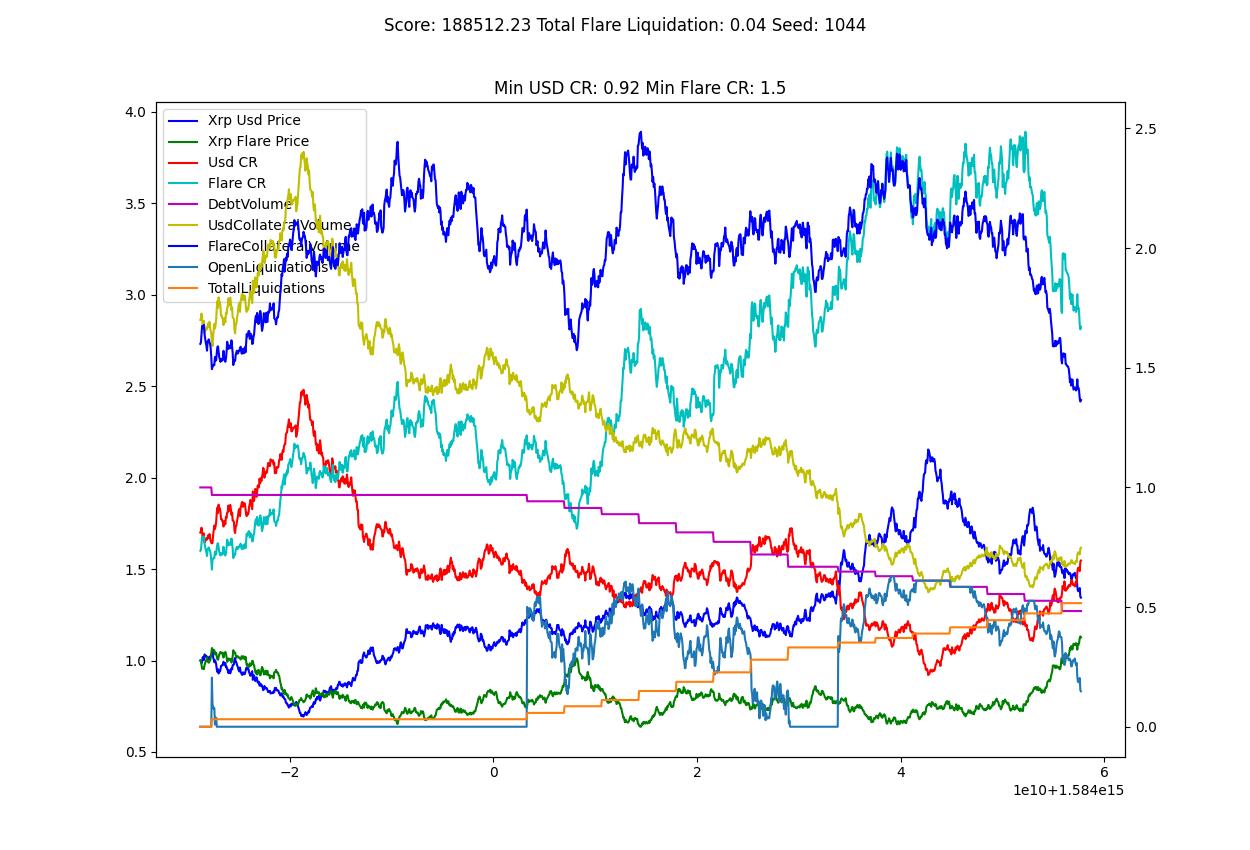 Score: 188512.23 Total Flare Liquidation: 0.04 Seed: 1044
Min USD CR: 0.92 Min Flare CR: 1.5
Xrp Usd Price
Xrp Flare Price
Usd CR
Flare CR
DebtVolume
UsdCollateralVolume
FlareCollateralVolume
OpenLiquidations
TotalLiquidations
4.0
3.5
3.0
2.5
2.0
1.5
1.0
0.5
2.5
2.0
1.5
1.0
0.5
0.0
−2
0
2
4
6
1e10+1.584e15